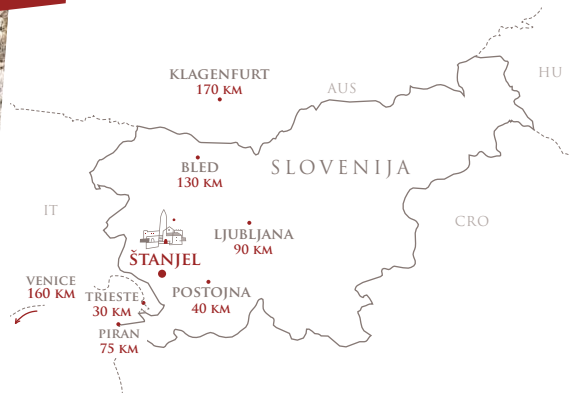 KLAGENFURT
170 KM
AUS
HU
BLED
130 KM
SLOVENIJA
IT
CRO
LJUBLJANA
90 KM
ŠTANJEL
VENICE
160 KM
TRIESTE
30 KM
POSTOJNA
40 KM
PIRAN
75 KM